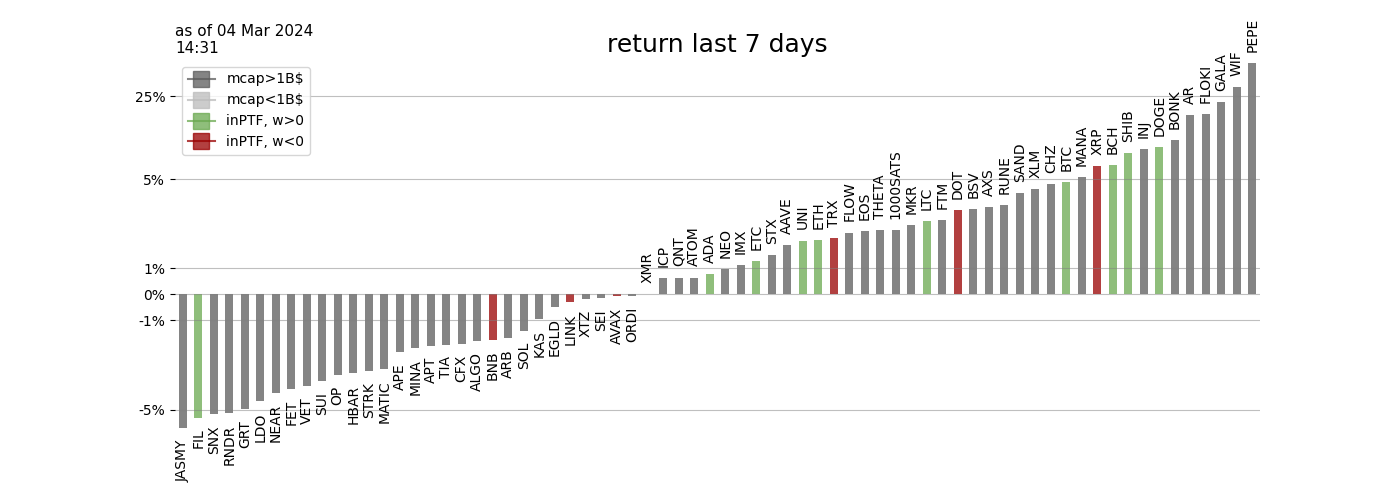 as of 04 Mar 2024
14:31
return last 7 days
mcap>1B$
mcap<1B$
inPTF, w>0
inPTF, w<0
25%
5%
1%
0%
-1%
-5%
JASMY
FIL
SNX
RNDR
GRT
LDO
NEAR
FET
VET
SUI
OP
HBAR
STRK
MATIC
APE
MINA
APT
TIA
CFX
ALGO
BNB
ARB
SOL
KAS
EGLD
LINK
XTZ
SEI
AVAX
ORDI
XMR
ICP
QNT
ATOM
ADA
NEO
IMX
ETC
STX
AAVE
UNI
ETH
TRX
FLOW
EOS
THETA
1000SATS
MKR
LTC
FTM
DOT
BSV
AXS
RUNE
SAND
XLM
CHZ
BTC
MANA
XRP
BCH
SHIB
INJ
DOGE
BONK
AR
FLOKI
GALA
WIF
PEPE